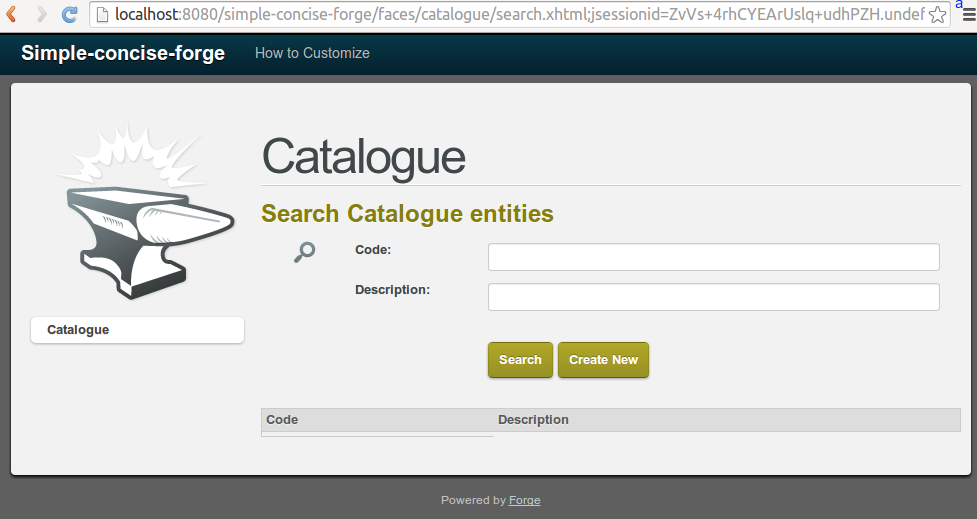 a
localhost:8080/simple-concise-forge/faces/catalogue/search.xhtml;jsessionid=ZvVs+4rhCYEArUslq+udhPZH.undef
Simple-concise-forge How to Customize
Catalogue
Search Catalogue entities
Code:
Description:
Catalogue
Search Create New
Code Description
Powered by Forge